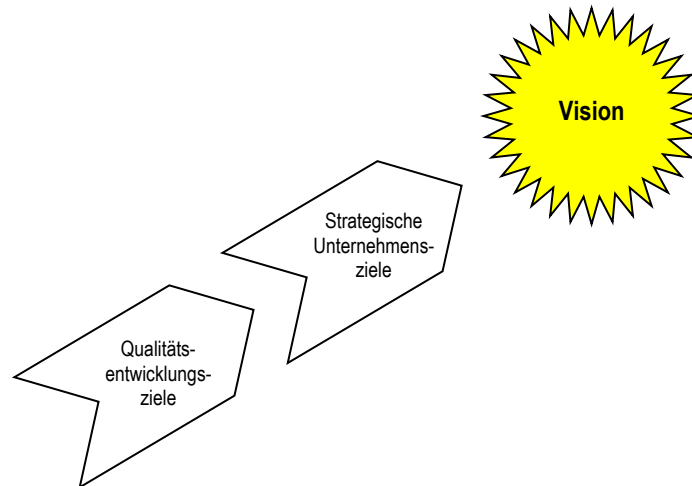 Vision
Strategische
Unternehmens-
ziele
Qualitäts-
entwicklungs-
ziele